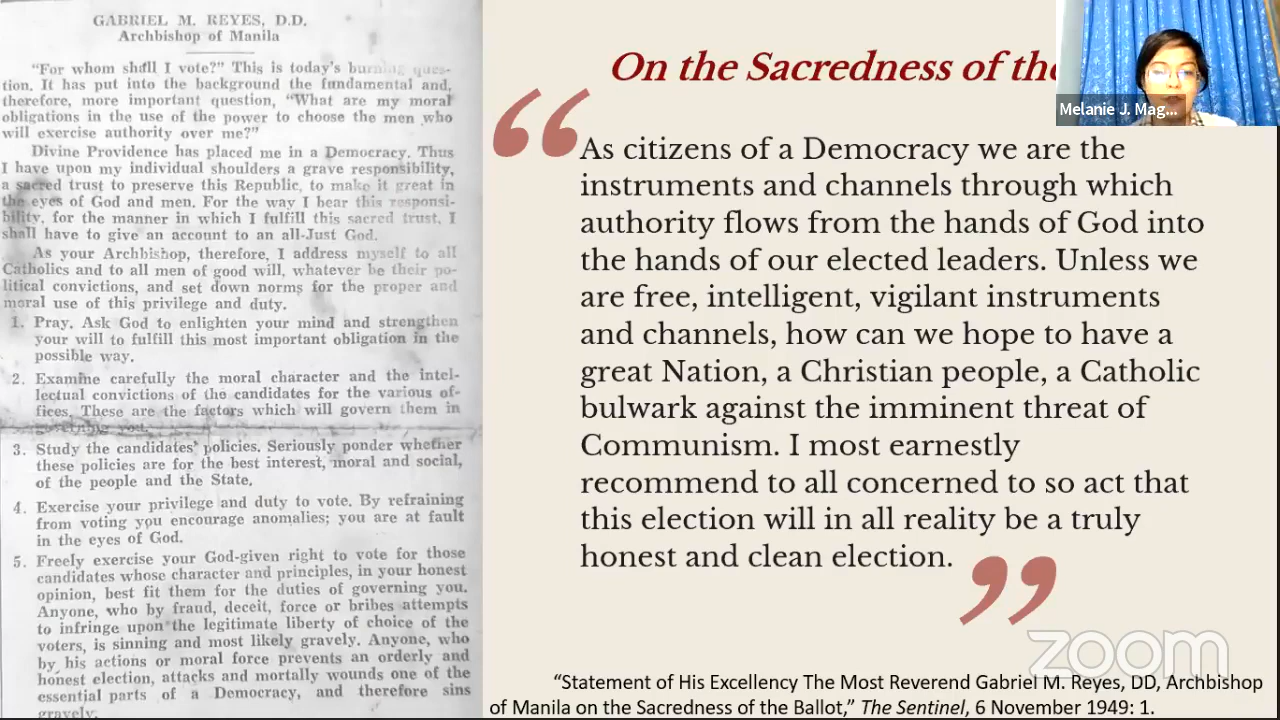 GABRIEL M. REYES, D.D.
Archbishop of Manila
“For whom shall I vote?” This is today's burning ques-
tion. It has put into the background the fundamental and,
therefore, more important question, “What are my moral
obligations in the use of the power to choose the men who
will exercise authority over me?”
Divine Providence has placed me in a Democracy. Thus
I have upon my individual shoulders a grave responsibility,
a sacred trust to preserve this Republic, to make it great in
the eyes of God and men. For the way I bear this responsi-
bility, for the manner in which I fulfill this sacred trust, I
shall have to give an account to an all-Just God.
As your Archbishop, therefore, I address myself to all
Catholics and to all men of good will, whatever be their po-
litical convictions, and set down norms for the proper and
moral use of this privilege and duty.
1. Pray. Ask God to enlighten your mind and strengthen
your will to fulfill this most important obligation in the
possible way.
2. Examine carefully the moral character and the intel-
lectual convictions of the candidates for the various of-
fices. These are the factors which will govern them in
governing you.
3. Study the candidates' policies. Seriously ponder whether
these policies are for the best interest, moral and social,
of the people and the State.
4. Exercise your privilege and duty to vote. By refraining
from voting you encourage anomalies; you are at fault
in the eyes of God.
5. Freely exercise your God-given right to vote for those
candidates whose character and principles, in your honest
opinion, best fit them for the duties of governing you.
Anyone, who by fraud, deceit, force or bribes attempts
to infringe upon the legitimate liberty of choice of the
voters, is sinning and most likely gravely. Anyone, who
by his actions or moral force prevents an orderly and
honest election, attacks and mortally wounds one of the
essential parts of a Democracy, and therefore sins
gravely.
On the Sacredness of the
“
As citizens of a Democracy we are the
instruments and channels through which
authority flows from the hands of God into
the hands of our elected leaders. Unless we
are free, intelligent, vigilant instruments
and channels, how can we hope to have a
great Nation, a Christian people, a Catholic
bulwark against the imminent threat of
Communism. I most earnestly
recommend to all concerned to so act that
this election will in all reality be a truly
honest and clean election.
”
“Statement of His Excellency The Most Reverend Gabriel M. Reyes, DD, Archbishop
of Manila on the Sacredness of the Ballot,” The Sentinel, 6 November 1949: 1.
Melanie J. Mag...
zoom